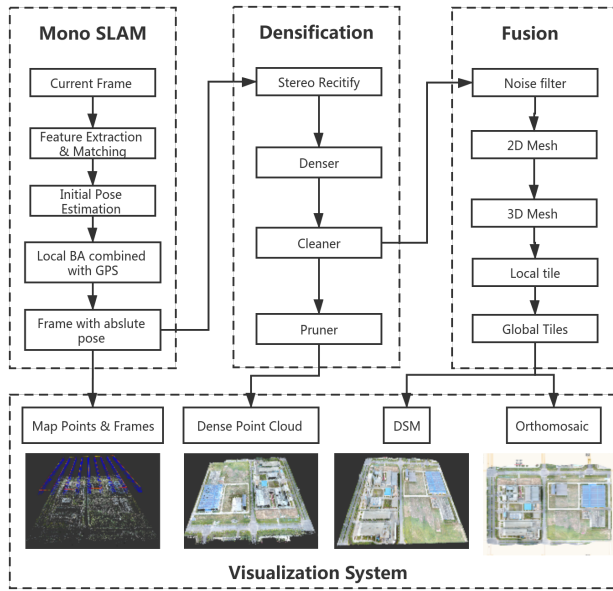 Mono SLAM
Current Frame
Feature Extraction
& Matching
Initial Pose
Estimation
Local BA combined
with GPS
Frame with abslute
pose
Densification
Stereo Recitify
Denser
Cleaner
Pruner
Fusion
Noise filter
2D Mesh
3D Mesh
Local tile
Global Tiles
Map Points & Frames
Dense Point Cloud
DSM
Orthomosaic
Visualization System